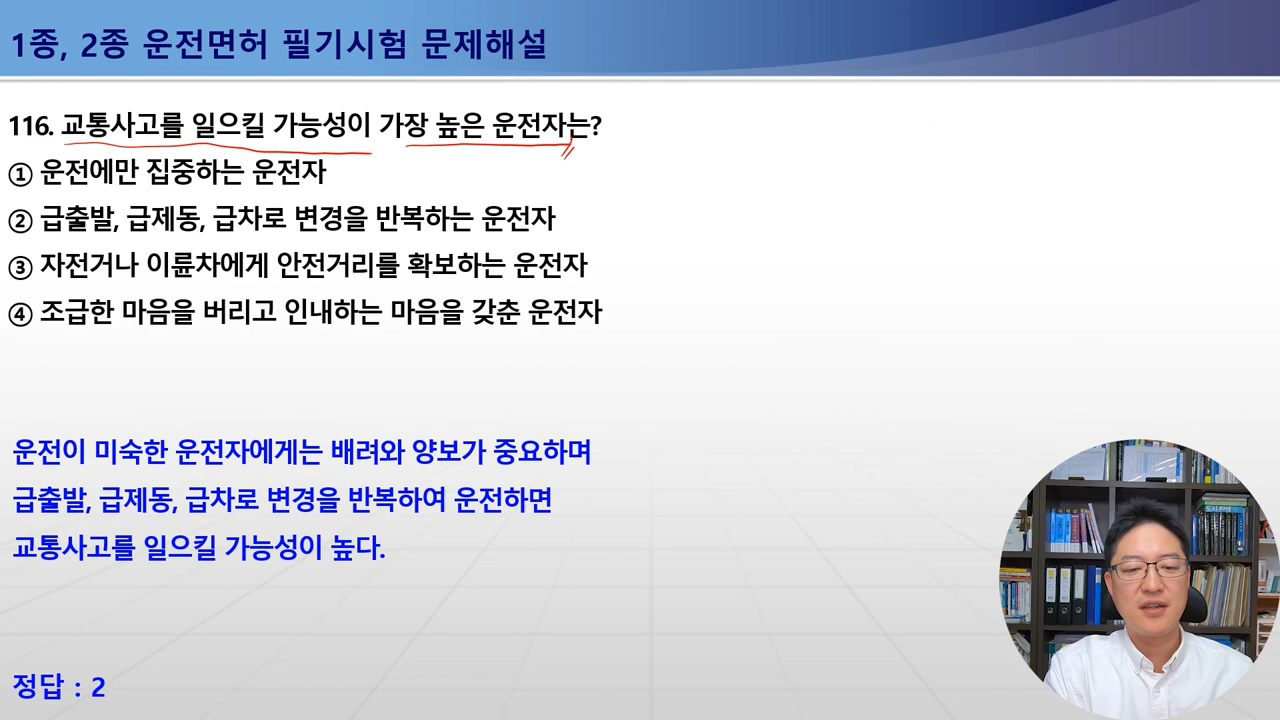 1종, 2종 운전면허 필기시험 문제해설
116. 교통사고를 일으킬 가능성이 가장 높은 운전자는?
① 운전에만 집중하는 운전자
② 급출발, 급제동, 급차로 변경을 반복하는 운전자
③ 자전거나 이륜차에게 안전거리를 확보하는 운전자
④ 조급한 마음을 버리고 인내하는 마음을 갖춘 운전자
운전이 미숙한 운전자에게는 배려와 양보가 중요하며
급출발, 급제동, 급차로 변경을 반복하여 운전하면
교통사고를 일으킬 가능성이 높다.
정답 : 2